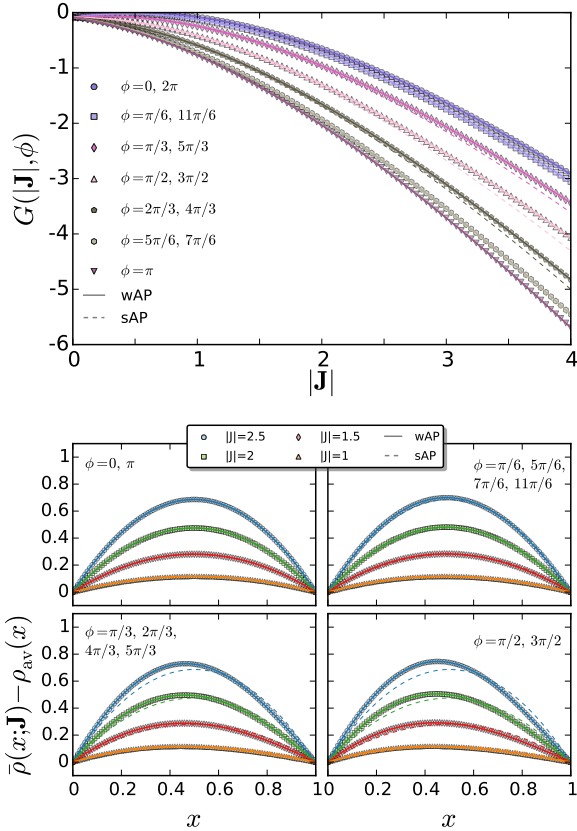 0
-1
-2
-3
-4
-5
-6
G(|J|,ϕ)
ϕ=0, 2π
ϕ=π/6, 11π/6
ϕ=π/3, 5π/3
ϕ=π/2, 3π/2
ϕ=2π/3, 4π/3
ϕ=5π/6, 7π/6
ϕ=π
wAP
sAP
0 1 2 3 4
|J|
|J|=2.5 |J|=1.5 wAP
|J|=2 |J|=1 sAP
1
0.8
0.6
0.4
0.2
0
ϕ=0, π
ϕ=π/6, 5π/6,
7π/6, 11π/6
1
0.8
0.6
0.4
0.2
0
ϕ=π/3, 2π/3,
4π/3, 5π/3
ϕ=π/2, 3π/2
ρ̄(x;J)−ρav(x)
0 0.2 0.4 0.6 0.8 1 0 0.2 0.4 0.6 0.8 1
x x